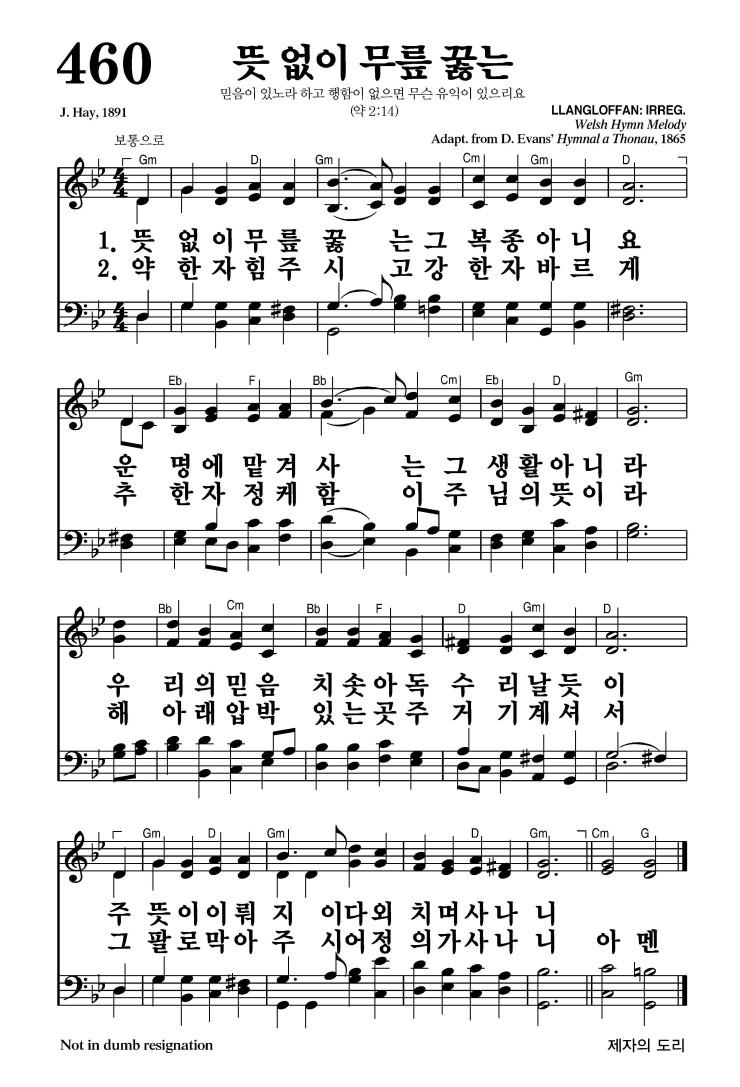 460
뜻 없이 무릎 꿇는
믿음이 있노라 하고 행함이 없으면 무슨 유익이 있으리요
(약 2:14)
J. Hay, 1891
LLANGLOFFAN: IRREG.
Welsh Hymn Melody
Adapt. from D. Evans' Hymnal a Thonau, 1865
보통으로
Gm D Gm Cm Gm D
4/4
1. 뜻 없이무릎 꿇 는그 복종아니 요
2. 약 한자힘주 시 고강 한자바르 게
4/4
Eb F Bb Cm Eb D Gm
운 명에 맡겨 사 는그 생활아니 라
추 한자 정케 함 이주 님의뜻이 라
Bb Cm Bb F D Gm D
우 리의 믿음 치솟아독 수 리날듯 이
해 아래압박 있는곳주 거 기계셔 서
Gm D Gm D Gm Cm G
주 뜻이이뤄 지 이다외 치며사나 니
그 팔로막아 주 시어정 의가사나니 아 멘
Not in dumb resignation
제자의 도리